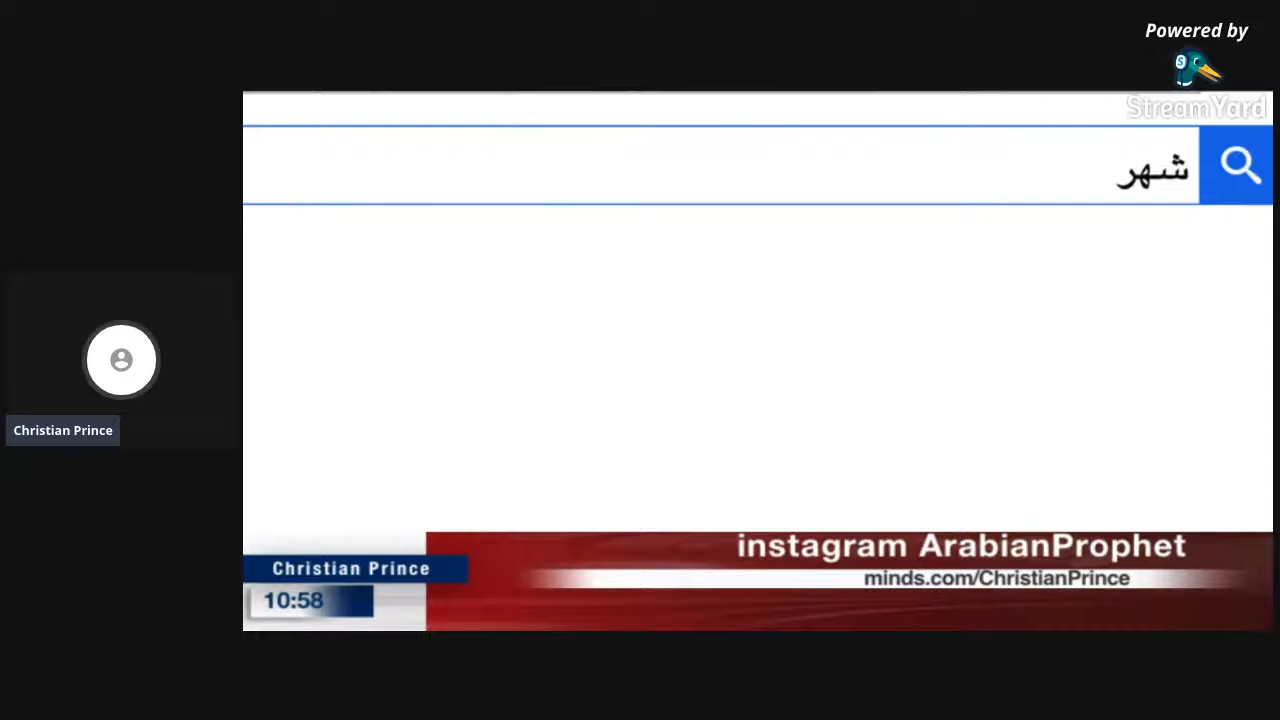 Powered by
StreamYard
شهر
Christian Prince
instagram ArabianProphet
Christian Prince
minds.com/ChristianPrince
10:58